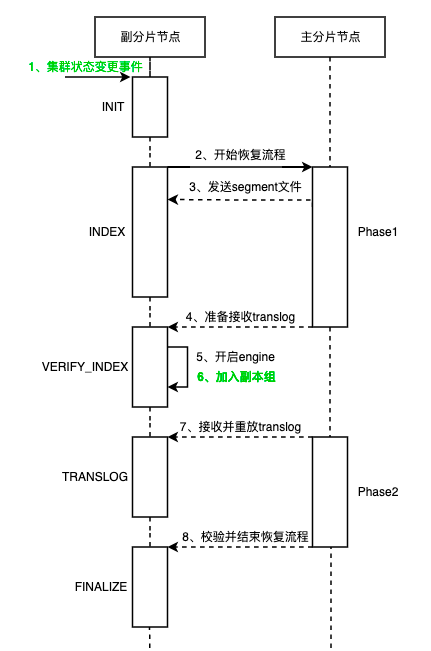 副分片节点
主分片节点
1、集群状态变更事件
INIT
2、开始恢复流程
3、发送segment文件
INDEX
Phase1
4、准备接收translog
5、开启engine
VERIFY_INDEX
6、加入副本组
7、接收并重放translog
TRANSLOG
Phase2
8、校验并结束恢复流程
FINALIZE